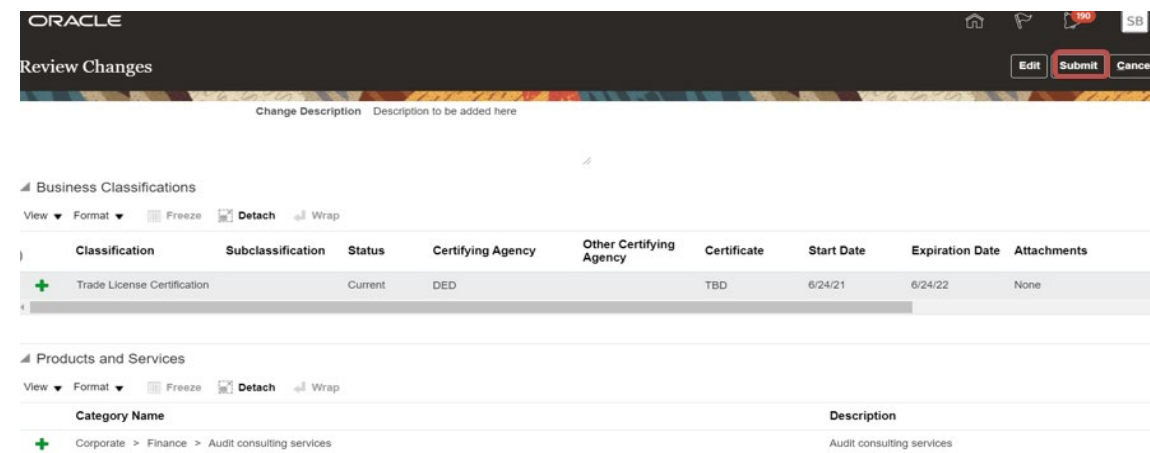 ORACLE
190
SB
Review Changes
Edit Submit Cance
Change Description Description to be added here
Business Classifications
View Format Freeze Detach Wrap
Classification Subclassification Status Certifying Agency Other Certifying Agency Certificate Start Date Expiration Date Attachments
Trade License Certification Current DED TBD 6/24/21 6/24/22 None
Products and Services
View Format Freeze Detach Wrap
Category Name Description
Corporate > Finance > Audit consulting services Audit consulting services